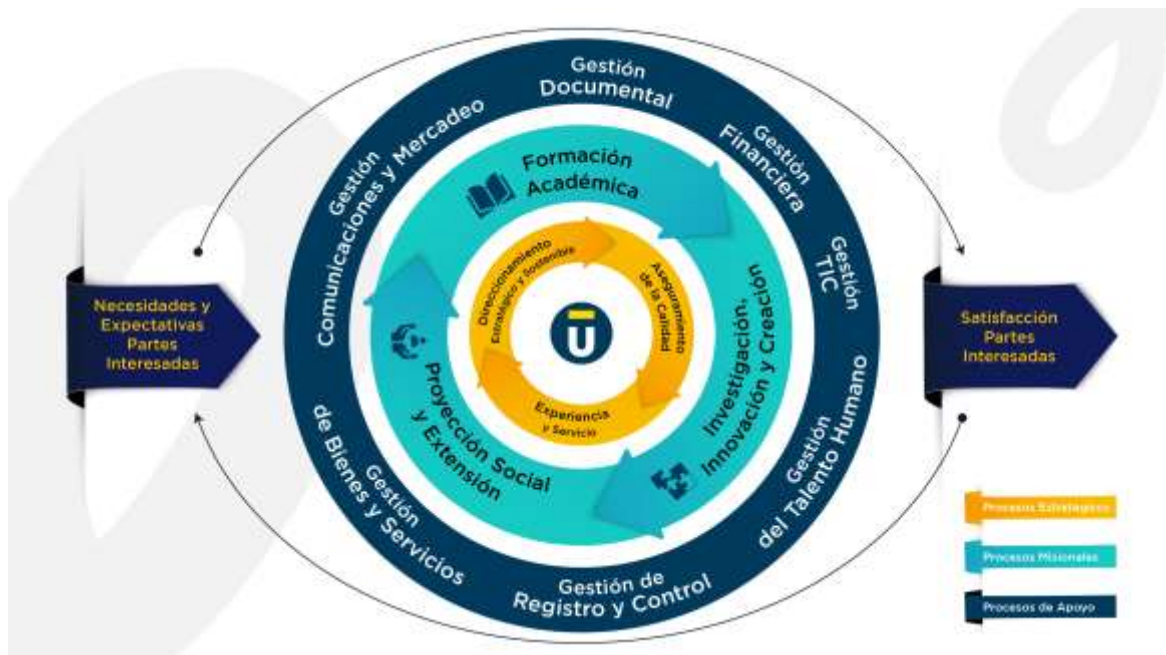 Gestión
Documental
Gestión
Financiera
Gestión
TIC
Gestión
del Talento Humano
Gestión de
Registro y Control
Gestión
de Bienes y Servicios
Gestión
Comunicaciones y Mercadeo
Formación
Académica
Investigación,
Innovación y Creación
Proyección Social
y Extensión
Direccionamiento
Estratégico y Sostenible
Aseguramiento
de la Calidad
Experiencia
y Servicio
U
Necesidades y
Expectativas
Partes
Interesadas
Satisfacción
Partes
Interesadas
Procesos Estratégicos
Procesos Misionales
Procesos de Apoyo